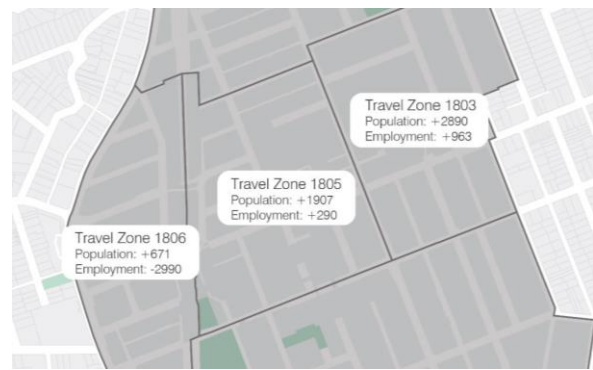 Travel Zone 1803
Population: +2890
Employment: +963
Travel Zone 1805
Population: +1907
Employment: +290
Travel Zone 1806
Population: +671
Employment: -2990